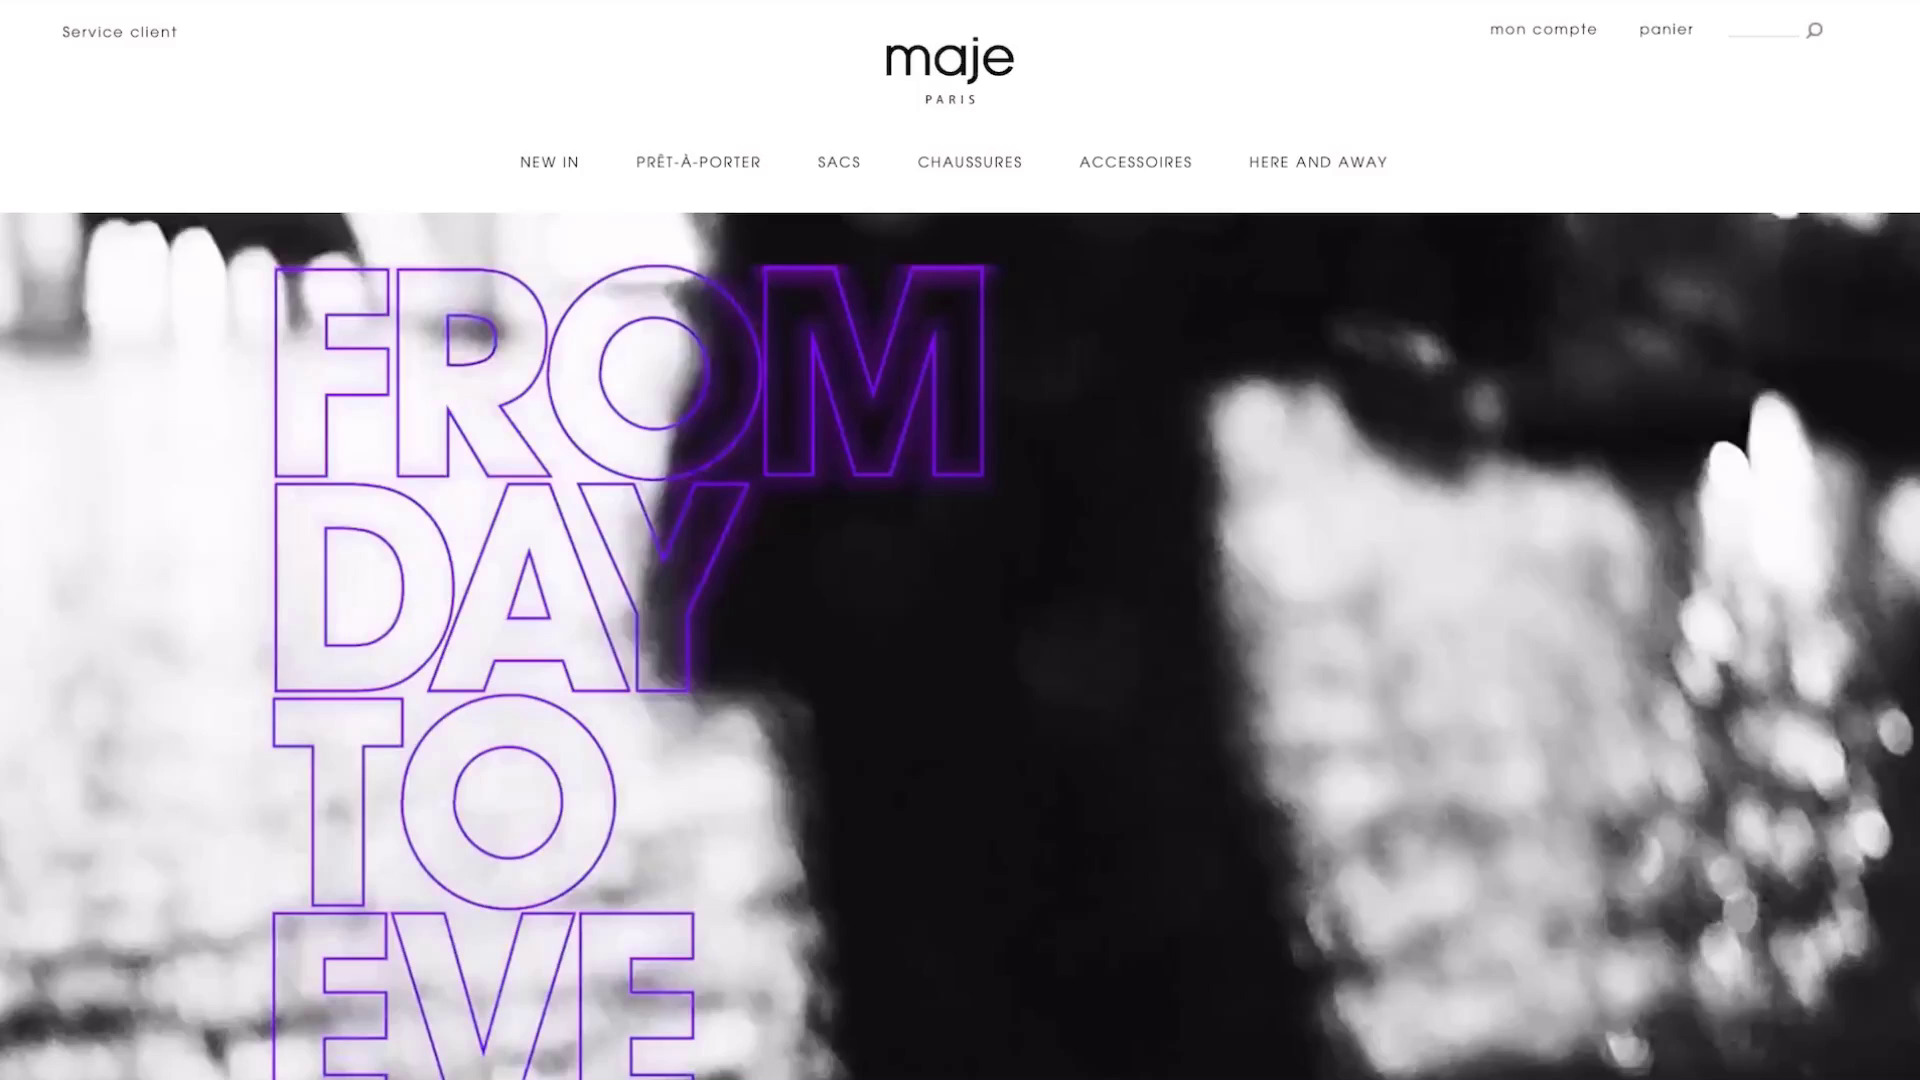 Service client
mon compte
panier
maje
PARIS
NEW IN
PRÊT-À-PORTER
SACS
CHAUSSURES
ACCESSOIRES
HERE AND AWAY
FROM
DAY
TO
EVE